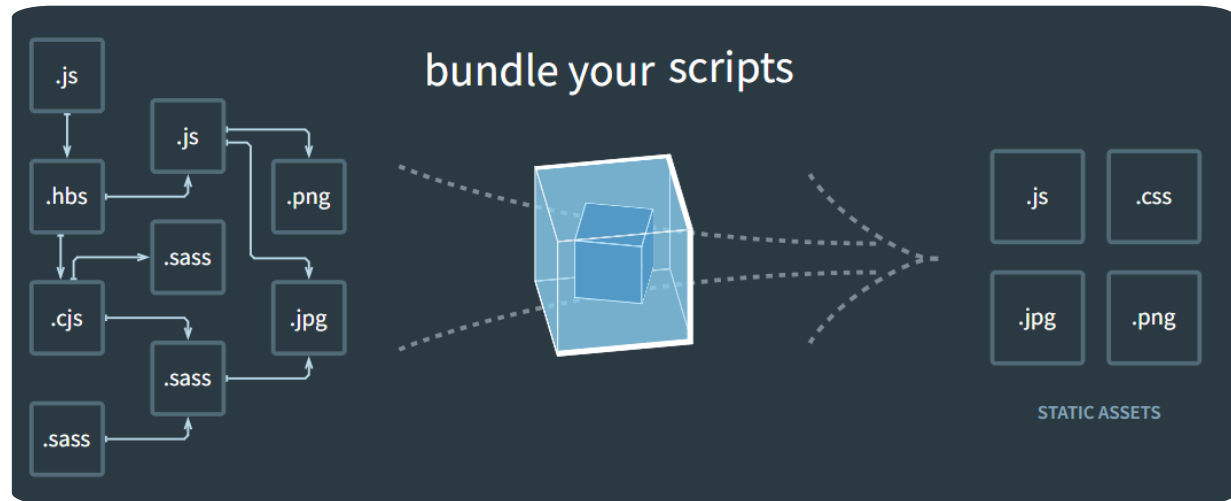 bundle your scripts
.js
.js
.hbs
.png
.sass
.cjs
.jpg
.sass
.sass
.js
.css
.jpg
.png
STATIC ASSETS